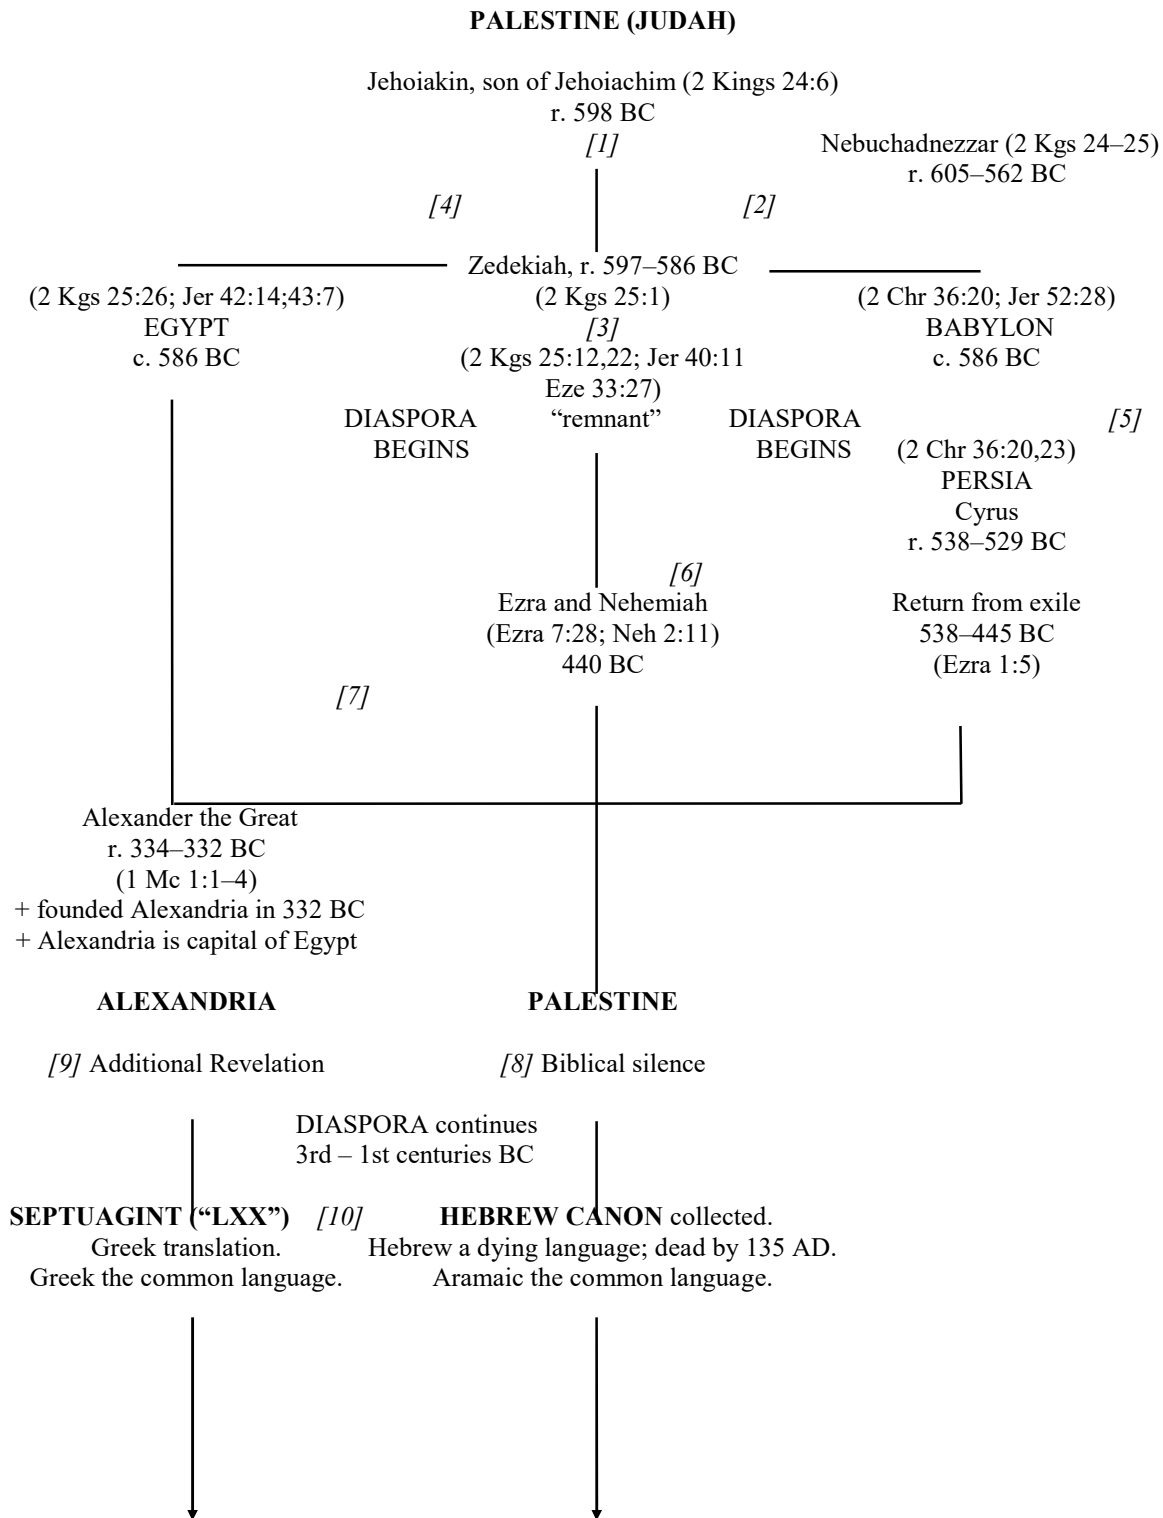 PALESTINE (JUDAH)
Jehoiakin, son of Jehoiachim (2 Kings 24:6)
r. 598 BC
[1]
Nebuchadnezzar (2 Kgs 24–25)
r. 605–562 BC
[4]
[2]
Zedekiah, r. 597–586 BC
(2 Kgs 25:26; Jer 42:14;43:7)
EGYPT
c. 586 BC
(2 Kgs 25:1)
[3]
(2 Kgs 25:12,22; Jer 40:11
Eze 33:27)
“remnant”
(2 Chr 36:20; Jer 52:28)
BABYLON
c. 586 BC
DIASPORA
BEGINS
DIASPORA
BEGINS
[5]
(2 Chr 36:20,23)
PERSIA
Cyrus
r. 538–529 BC
[6]
Ezra and Nehemiah
(Ezra 7:28; Neh 2:11)
440 BC
Return from exile
538–445 BC
(Ezra 1:5)
[7]
Alexander the Great
r. 334–332 BC
(1 Mc 1:1–4)
+ founded Alexandria in 332 BC
+ Alexandria is capital of Egypt
ALEXANDRIA
PALESTINE
[9] Additional Revelation
[8] Biblical silence
DIASPORA continues
3rd – 1st centuries BC
SEPTUAGINT (“LXX”) [10]
Greek translation.
Greek the common language.
HEBREW CANON collected.
Hebrew a dying language; dead by 135 AD.
Aramaic the common language.